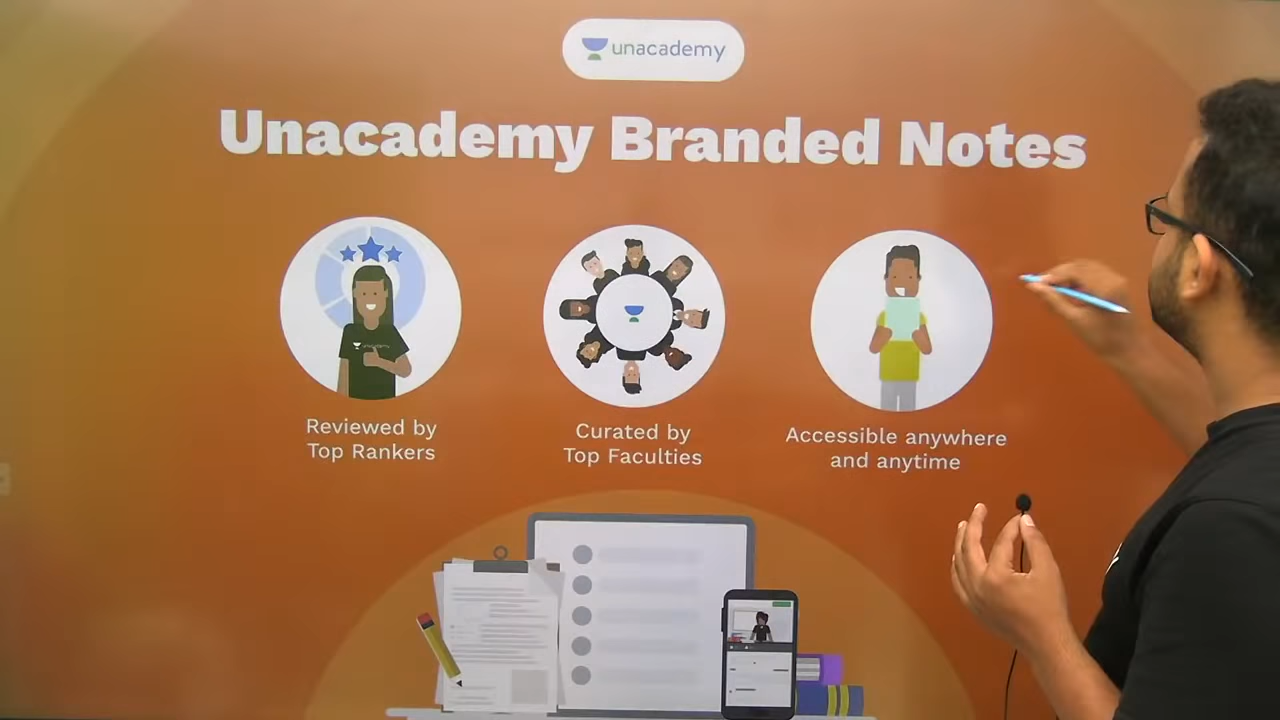 unacademy
Unacademy Branded Notes
Reviewed by
Top Rankers
Curated by
Top Faculties
Accessible anywhere
and anytime